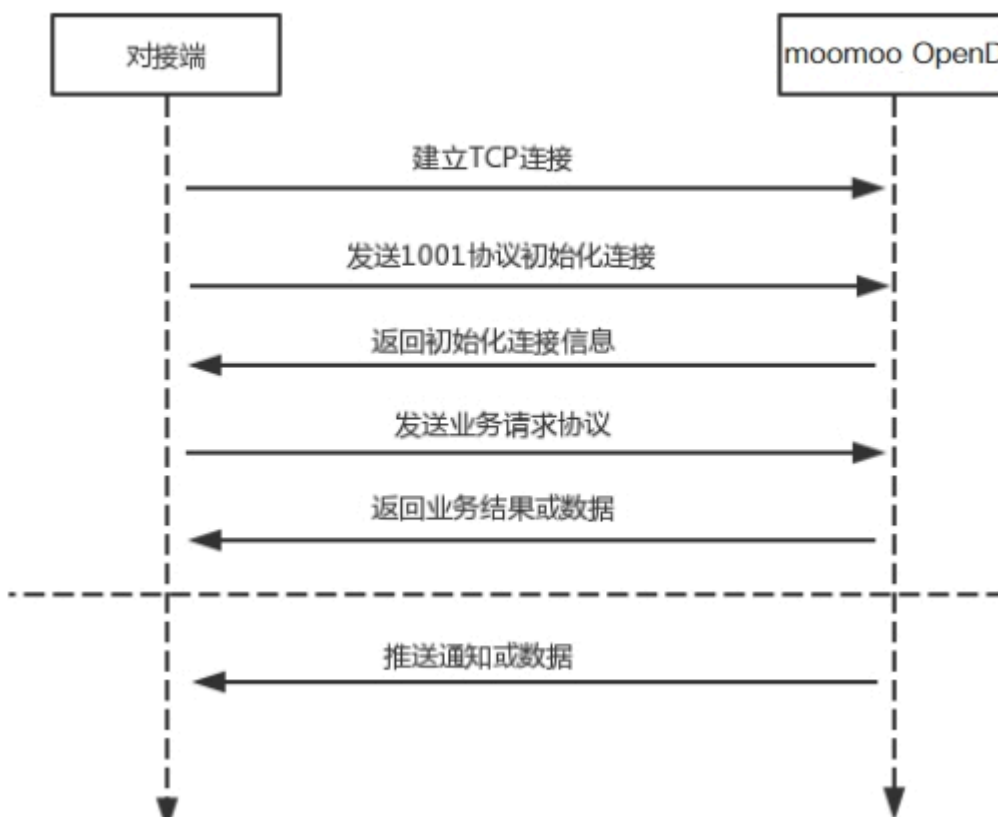 对接端
moomoo OpenD
建立TCP连接
发送1001协议初始化连接
返回初始化连接信息
发送业务请求协议
返回业务结果或数据
推送通知或数据